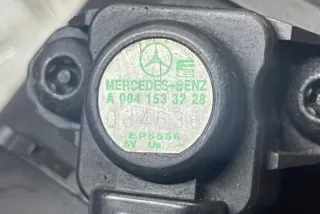 MERCEDES-BENZ
A 004 153 32 28
EP5556
5V